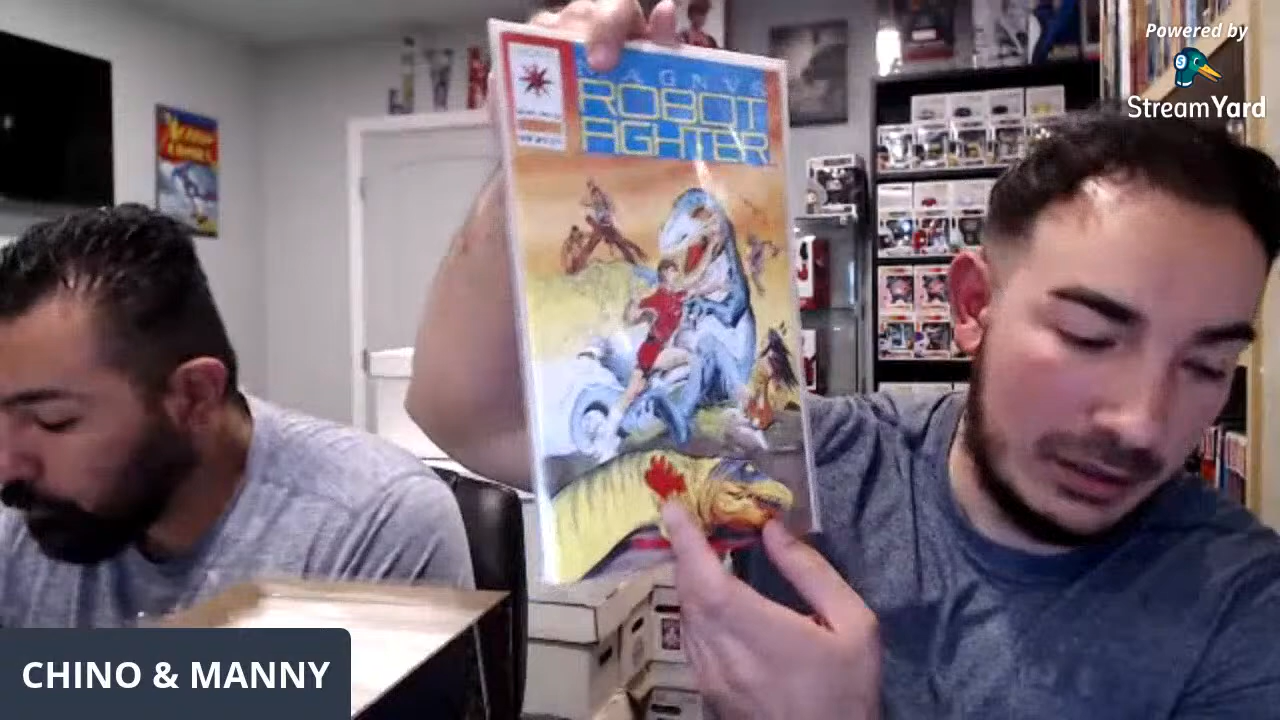 Powered by
StreamYard
MAGNUS
ROBOT
FIGHTER
CHINO & MANNY